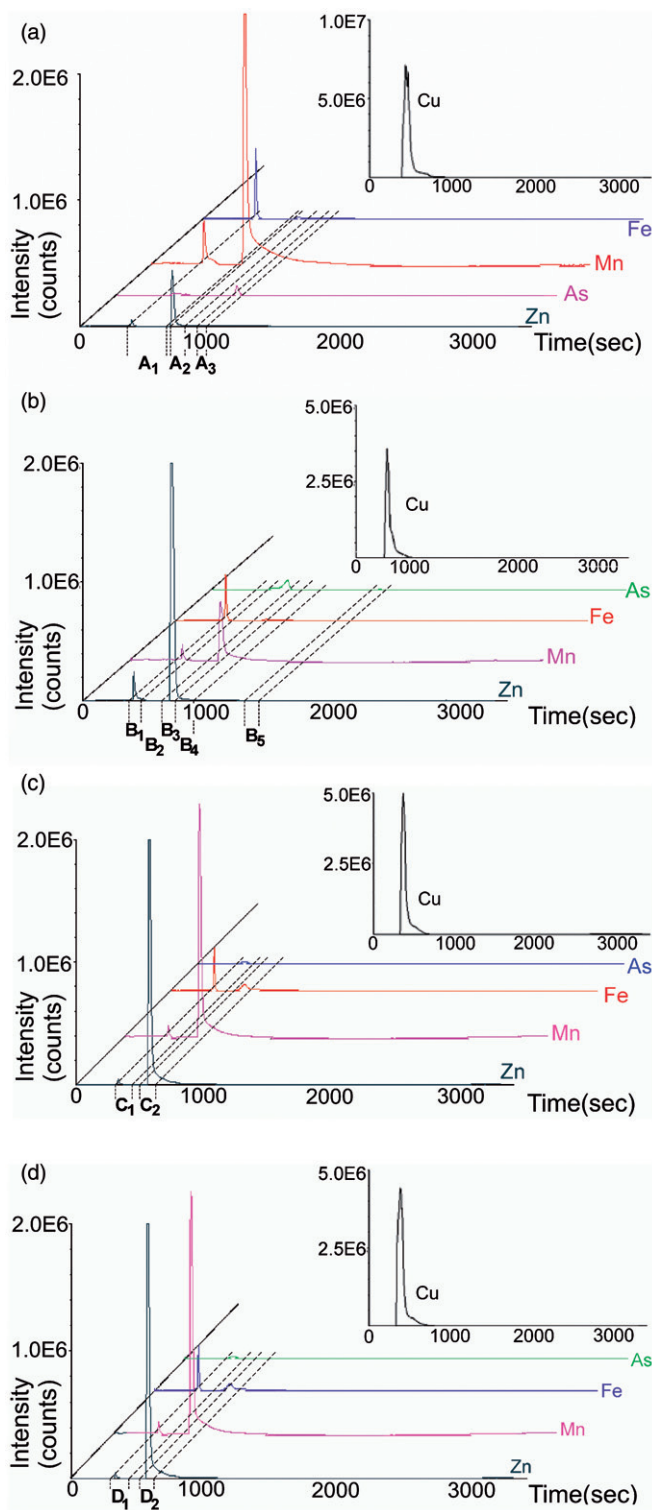 (a)
1.0E7
2.0E6
Cu
5.0E6
1.0E6
0 1000 2000 3000
Fe
Intensity (counts)
Mn
As
Zn
0 1000 2000 3000 Time(sec)
A1 A2 A3
(b)
5.0E6
2.0E6
Cu
2.5E6
1.0E6
0 1000 2000 3000
As
Intensity (counts)
Fe
Mn
Zn
0 1000 2000 3000 Time(sec)
B1 B2 B3 B4 B5
(c)
5.0E6
2.0E6
2.5E6
Cu
1.0E6
0 1000 2000 3000
As
Intensity (counts)
Fe
Mn
Zn
0 1000 2000 3000 Time(sec)
C1 C2
(d)
5.0E6
2.0E6
2.5E6
Cu
1.0E6
0 1000 2000 3000
As
Intensity (counts)
Fe
Mn
Zn
0 1000 2000 3000 Time(sec)
D1 D2